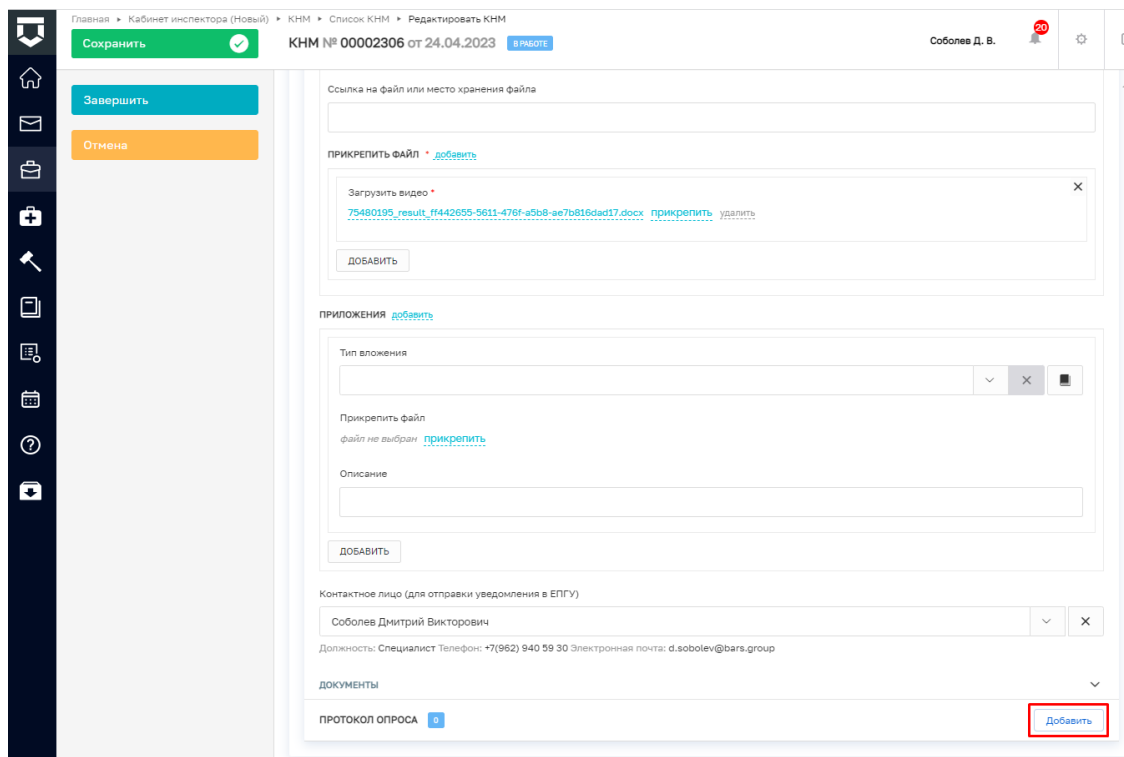 Главная ▸ Кабинет инспектора (Новый) ▸ КНМ ▸ Список КНМ ▸ Редактировать КНМ
Сохранить
КНМ № 00002306 от 24.04.2023 В РАБОТЕ
Соболев Д. В.
20
Завершить
Отмена
Ссылка на файл или место хранения файла
ПРИКРЕПИТЬ ФАЙЛ * добавить
Загрузить видео *
75480195_result_ff442655-5611-476f-a5b8-ae7b816dad17.docx прикрепить удалить
ДОБАВИТЬ
ПРИЛОЖЕНИЯ добавить
Тип вложения
Прикрепить файл
файл не выбран прикрепить
Описание
ДОБАВИТЬ
Контактное лицо (для отправки уведомления в ЕПГУ)
Соболев Дмитрий Викторович
Должность: Специалист Телефон: +7(962) 940 59 30 Электронная почта: d.sobolev@bars.group
ДОКУМЕНТЫ
ПРОТОКОЛ ОПРОСА 0
Добавить